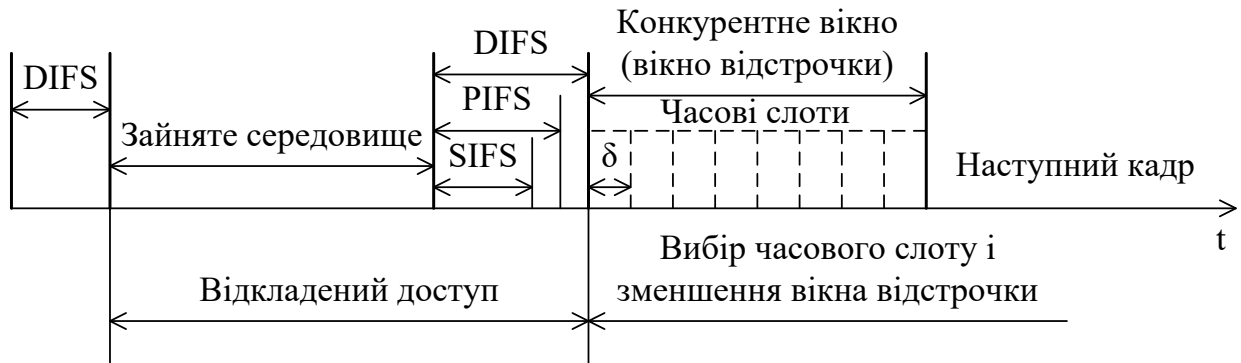 DIFS
Зайняте середовище
DIFS
PIFS
SIFS
Конкурентне вікно
(вікно відстрочки)
Часові слоти
δ
Наступний кадр
t
Відкладений доступ
Вибір часового слоту і
зменшення вікна відстрочки